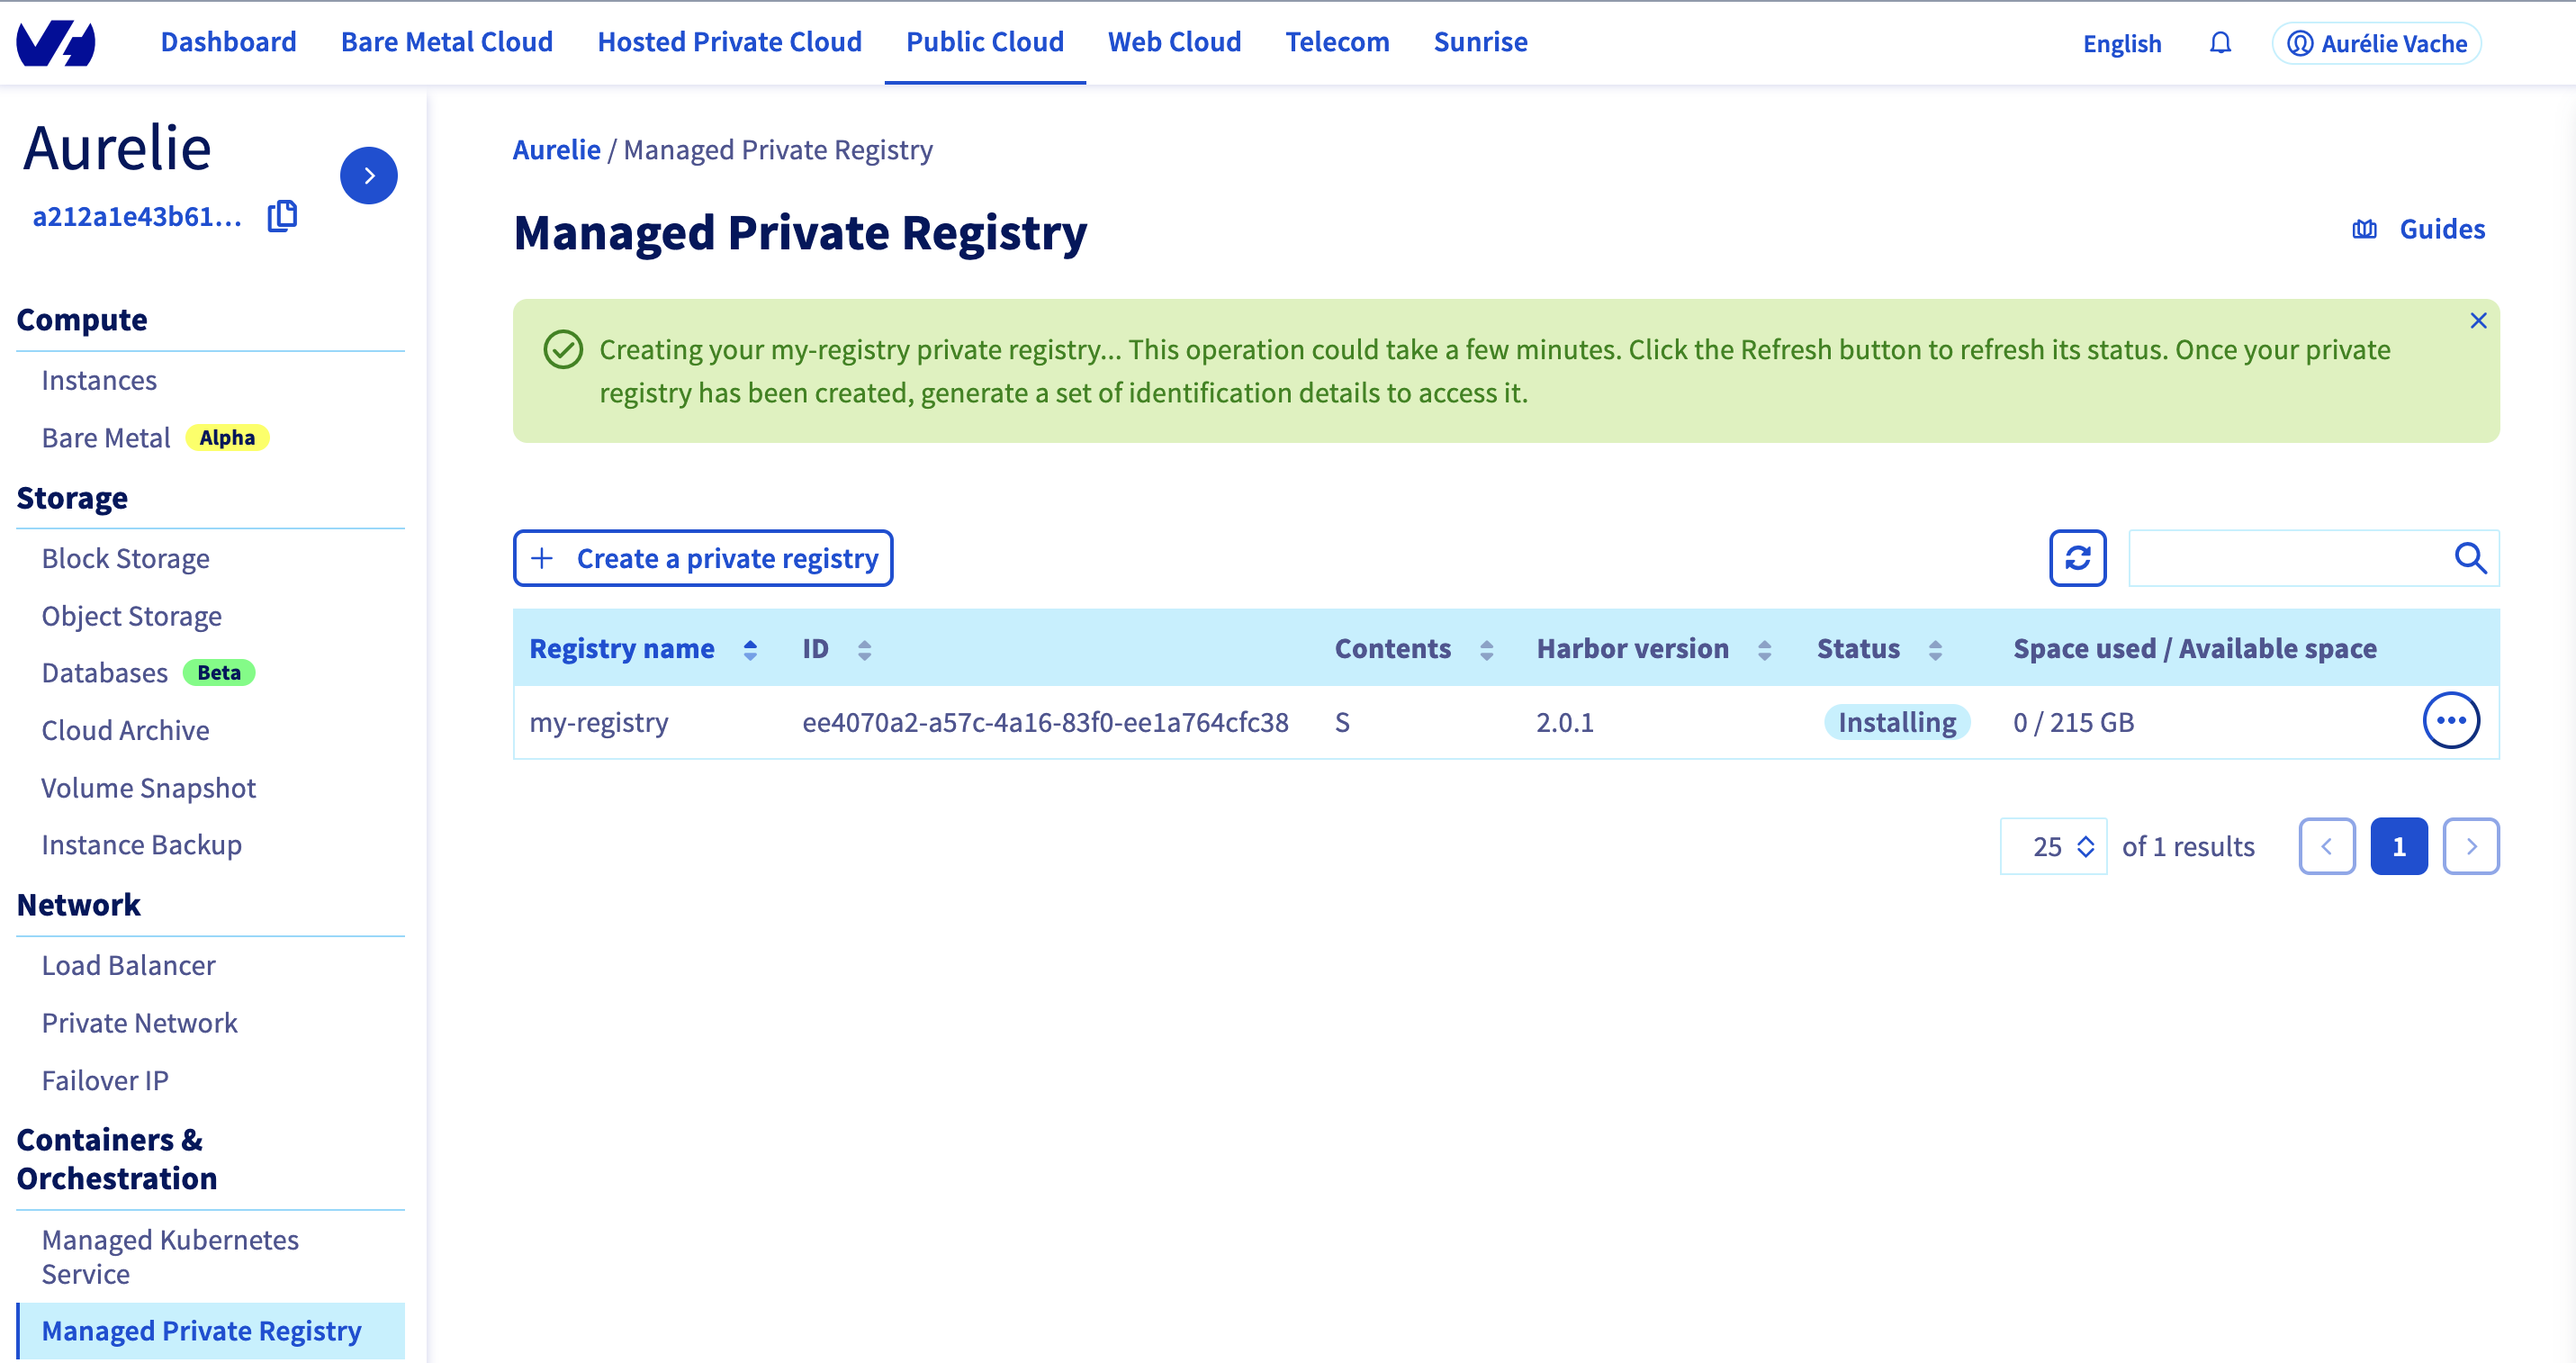 Dashboard Bare Metal Cloud Hosted Private Cloud Public Cloud Web Cloud Telecom Sunrise English Aurélie Vache
Aurelie
a212a1e43b61...
Compute
Instances
Bare Metal Alpha
Storage
Block Storage
Object Storage
Databases Beta
Cloud Archive
Volume Snapshot
Instance Backup
Network
Load Balancer
Private Network
Failover IP
Containers &
Orchestration
Managed Kubernetes
Service
Managed Private Registry
Aurelie / Managed Private Registry
Managed Private Registry
Guides
Creating your my-registry private registry... This operation could take a few minutes. Click the Refresh button to refresh its status. Once your private
registry has been created, generate a set of identification details to access it.
Create a private registry
Registry name ID Contents Harbor version Status Space used / Available space
my-registry ee4070a2-a57c-4a16-83f0-ee1a764cfc38 S 2.0.1 Installing 0 / 215 GB
25 of 1 results 1